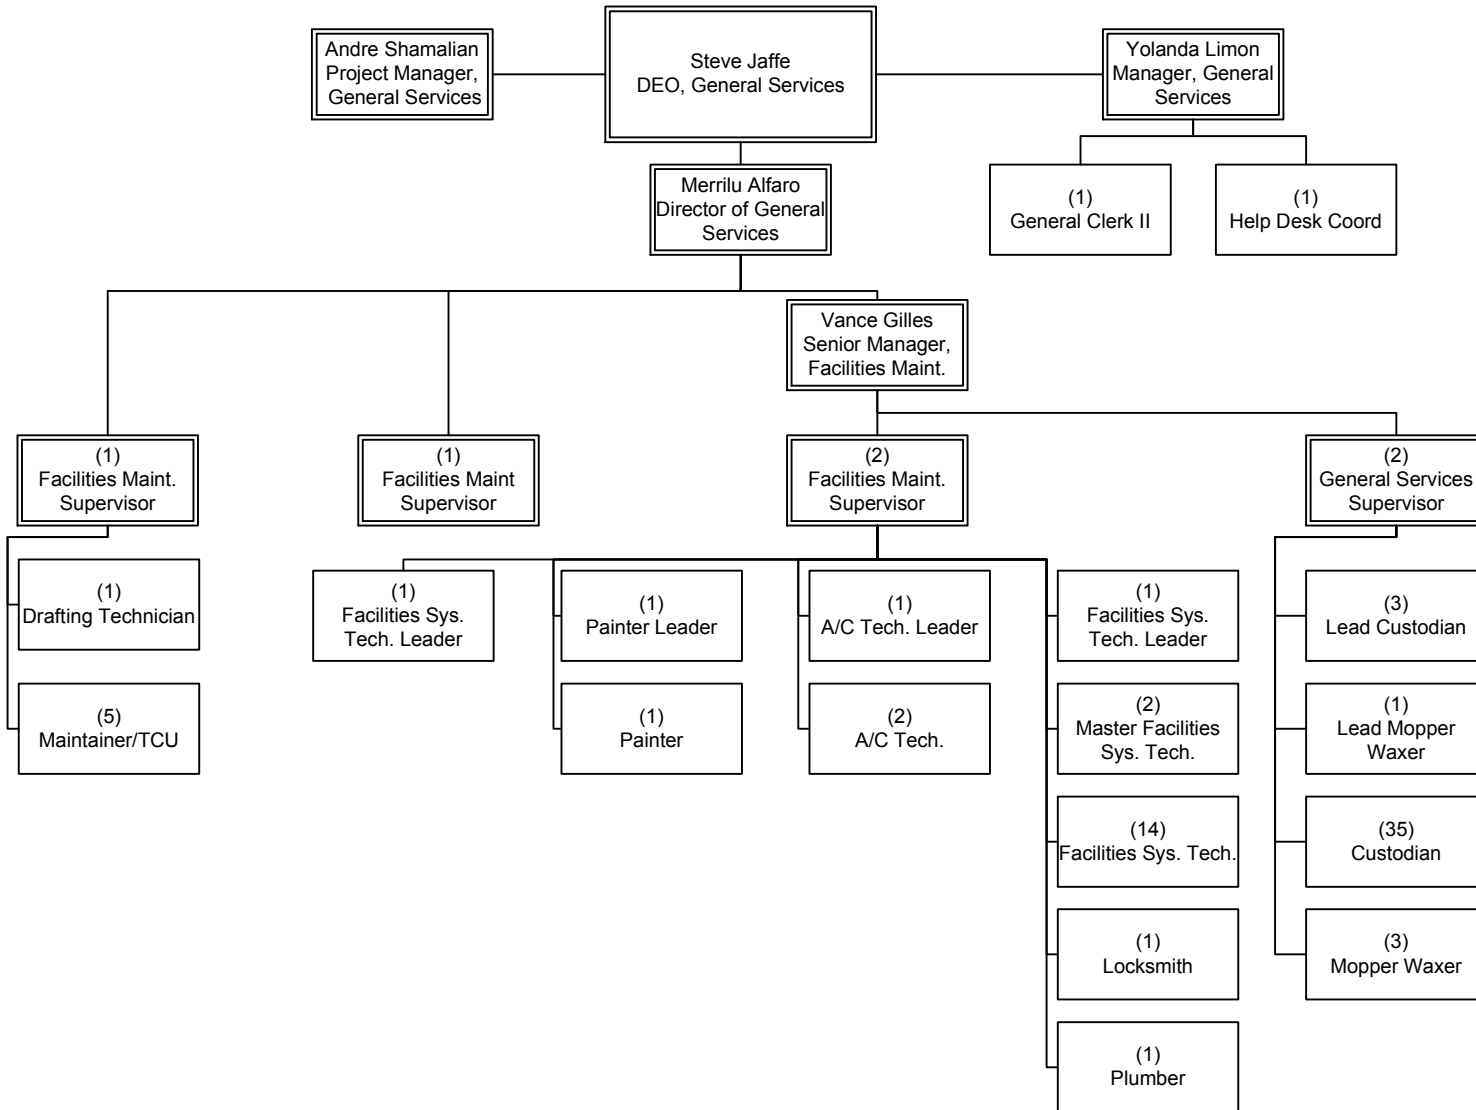 Andre Shamalian
Project Manager,
General Services
Steve Jaffe
DEO, General Services
Yolanda Limon
Manager, General
Services
Merrilu Alfaro
Director of General
Services
(1)
General Clerk II
(1)
Help Desk Coord
Vance Gilles
Senior Manager,
Facilities Maint.
(1)
Facilities Maint.
Supervisor
(1)
Facilities Maint
Supervisor
(2)
Facilities Maint.
Supervisor
(2)
General Services
Supervisor
(1)
Drafting Technician
(5)
Maintainer/TCU
(1)
Facilities Sys.
Tech. Leader
(1)
Painter Leader
(1)
Painter
(1)
A/C Tech. Leader
(2)
A/C Tech.
(1)
Facilities Sys.
Tech. Leader
(2)
Master Facilities
Sys. Tech.
(14)
Facilities Sys. Tech.
(1)
Locksmith
(1)
Plumber
(3)
Lead Custodian
(1)
Lead Mopper
Waxer
(35)
Custodian
(3)
Mopper Waxer